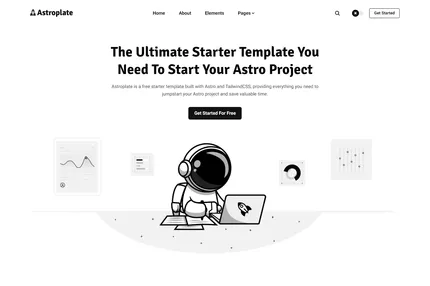 Astroplate
Home
About
Elements
Pages
Get Started
The Ultimate Starter Template You
Need To Start Your Astro Project
Astroplate is a free starter template built with Astro and TailwindCSS, providing everything you need to
jumpstart your Astro project and save valuable time.
Get Started For Free